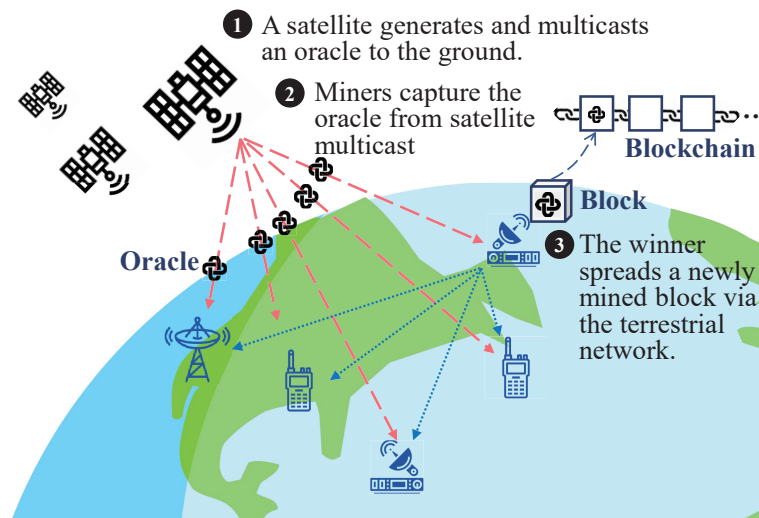 1 A satellite generates and multicasts
an oracle to the ground.
2 Miners capture the
oracle from satellite
multicast
Blockchain
Block
Oracle
3 The winner
spreads a newly
mined block via
the terrestrial
network.